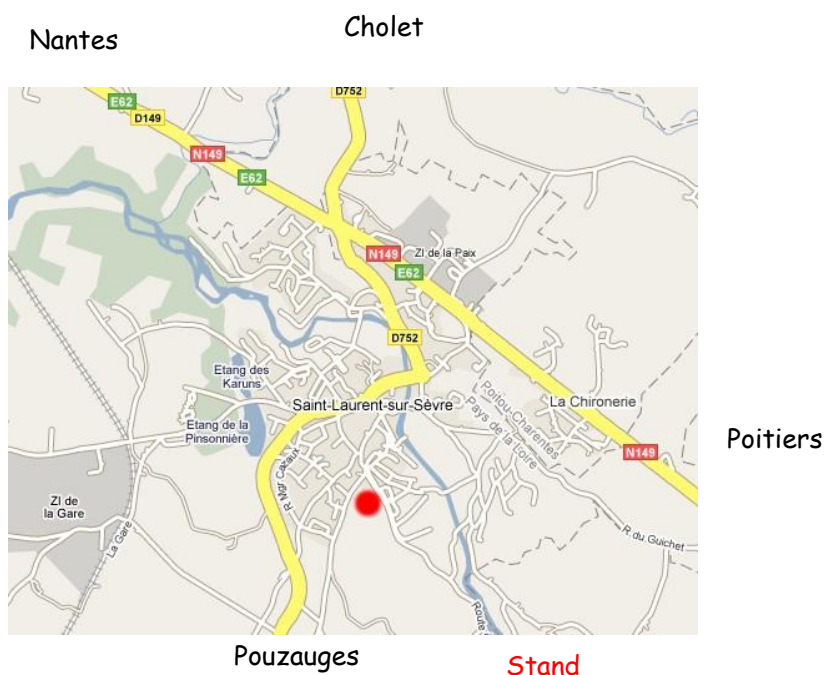 Nantes
Cholet
E62
D752
D149
N149
E62
N149
ZI de la Paix
E62
D752
Etang des
Karuns
La Chironerie
Saint-Laurent-sur-Sèvre
Poitou-Charentes
Pays de la Loire
Etang de la
Pinsonnière
Poitiers
N149
R Mgr Cazaux
ZI de
la Gare
La Gare
R du Guichet
Route
Pouzauges
Stand